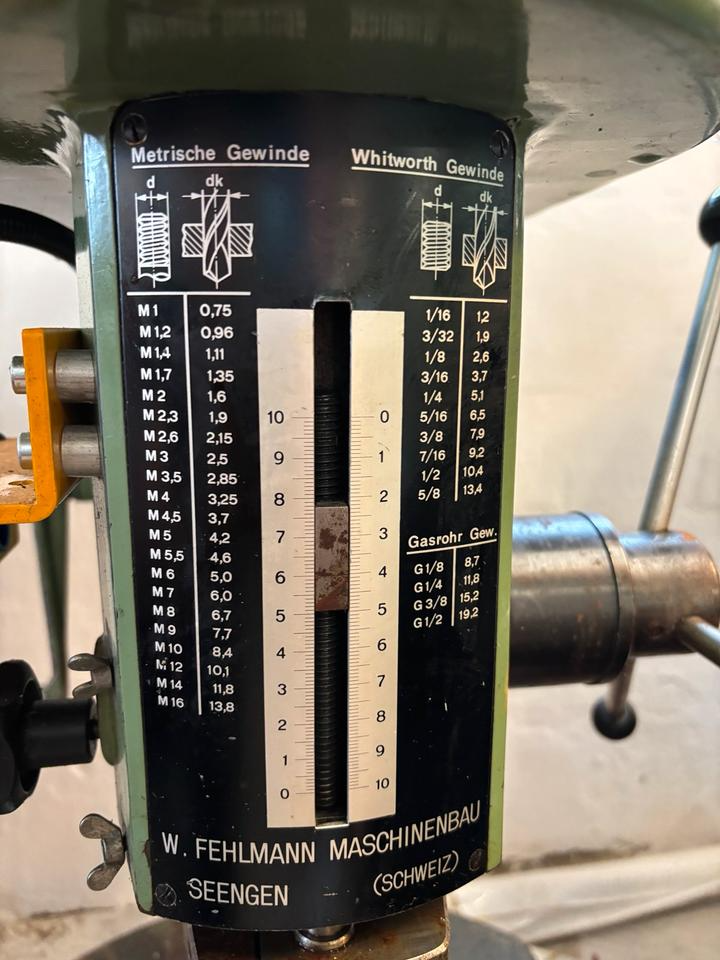 Metrische Gewinde
d dk
M1 0,75
M1,2 0,96
M1,4 1,11
M1,7 1,35
M2 1,6
M2,3 1,9
M2,6 2,15
M3 2,5
M3,5 2,85
M4 3,25
M4,5 3,7
M5 4,2
M5,5 4,6
M6 5,0
M7 6,0
M8 6,7
M9 7,7
M10 8,4
M12 10,1
M14 11,8
M16 13,8
10 0
9 1
8 2
7 3
6 4
5 5
4 6
3 7
2 8
1 9
0 10
Whitworth Gewinde
d dk
1/16 1,2
3/32 1,9
1/8 2,6
3/16 3,7
1/4 5,1
5/16 6,5
3/8 7,9
7/16 9,2
1/2 10,4
5/8 13,4
Gasrohr Gew.
G1/8 8,7
G1/4 11,8
G3/8 15,2
G1/2 19,2
W. FEHLMANN MASCHINENBAU
SEENGEN (SCHWEIZ)